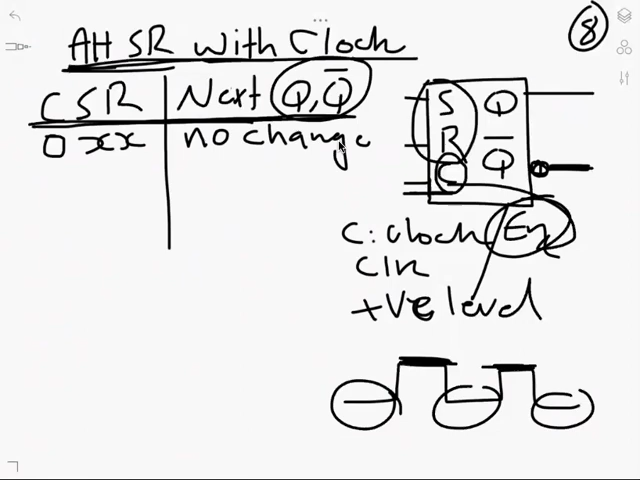 8
AH SR with Clock
C S R Next Q, Q̅
0 x x no change
S Q
R Q̅
C
C: Clock En
Clk
+ve level